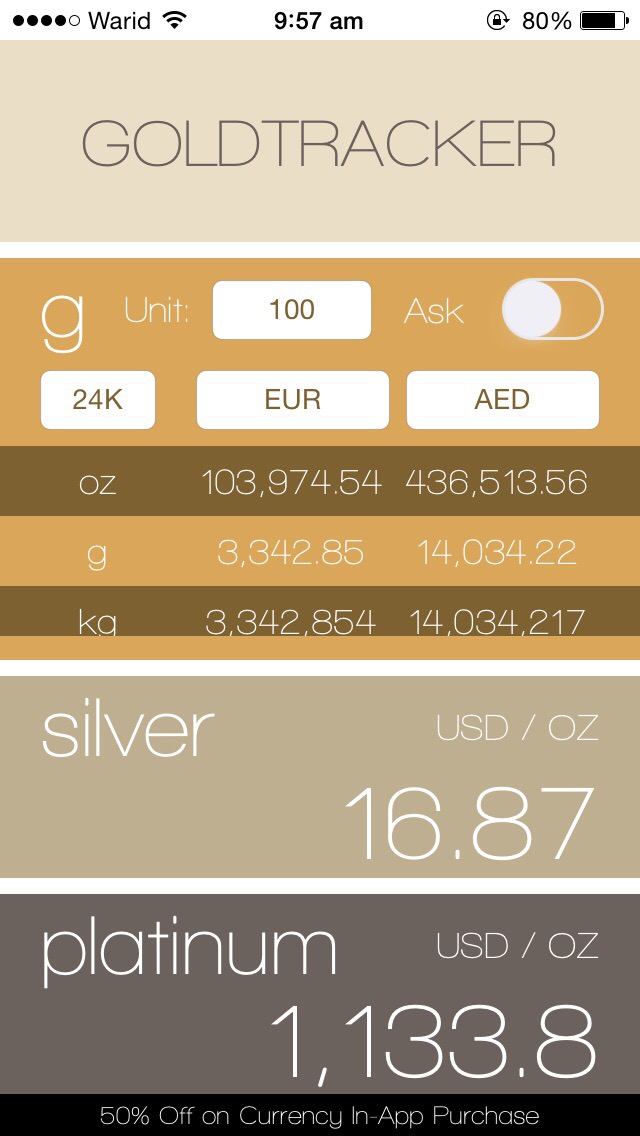 Warid 9:57 am 80%
GOLDTRACKER
g Unit: 100 Ask
24K EUR AED
oz 103,974.54 436,513.56
g 3,342.85 14,034.22
kg 3,342,854 14,034,217
silver USD / OZ
16.87
platinum USD / OZ
1,133.8
50% Off on Currency In-App Purchase